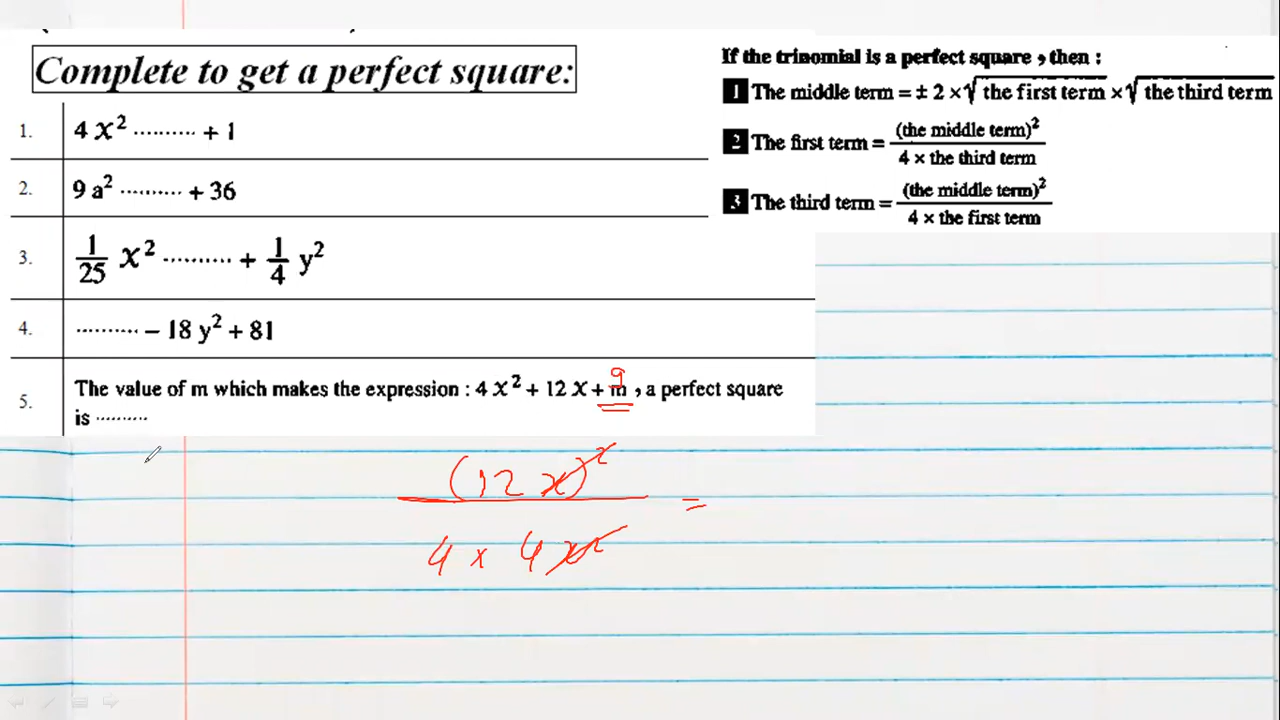 Complete to get a perfect square:
1. 4 x² .......... + 1
2. 9 a² .......... + 36
3. 1/25 x² .......... + 1/4 y²
4. .......... – 18 y² + 81
5. The value of m which makes the expression : 4 x² + 12 x + m , a perfect square
is ..........
9
If the trinomial is a perfect square , then :
1 The middle term = ± 2 × √the first term × √the third term
2 The first term = (the middle term)² / 4 × the third term
3 The third term = (the middle term)² / 4 × the first term
(12 x)²
4 x 4 x²
=